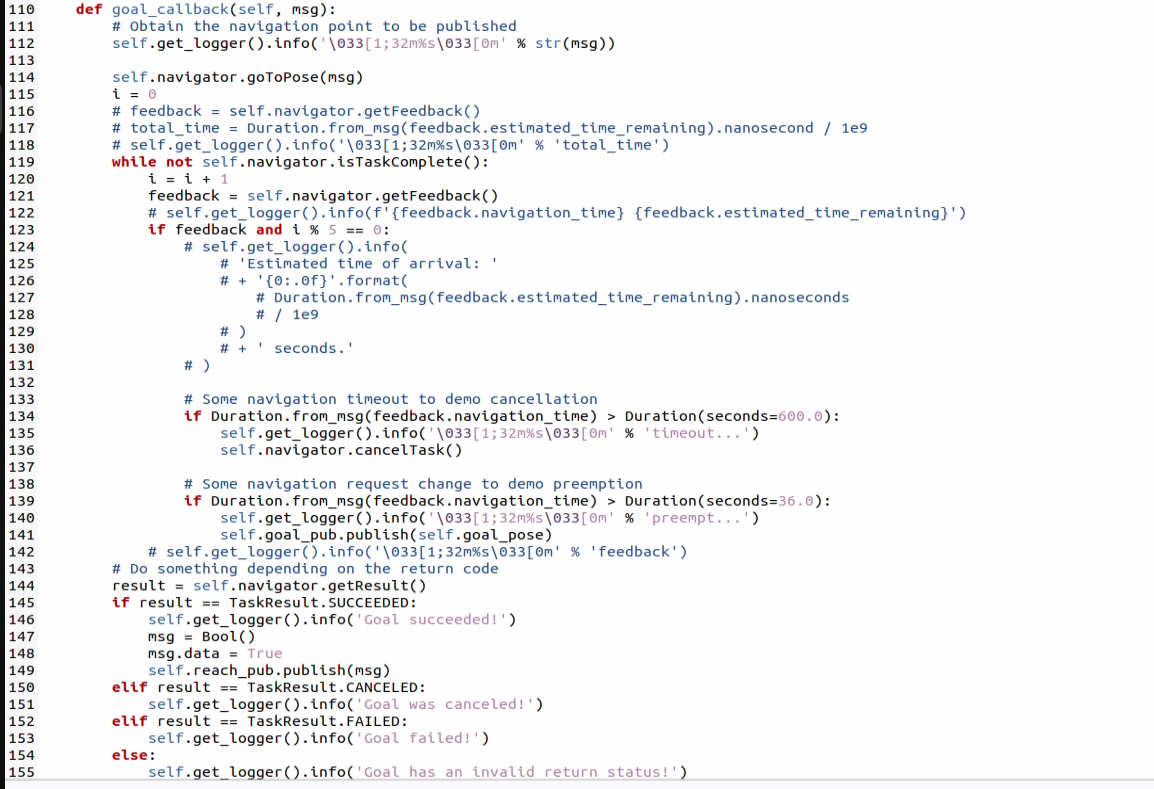 110     def goal_callback(self, msg):
111         # Obtain the navigation point to be published
112         self.get_logger().info('\033[1;32m%s\033[0m' % str(msg))
113
114         self.navigator.goToPose(msg)
115         i = 0
116         # feedback = self.navigator.getFeedback()
117         # total_time = Duration.from_msg(feedback.estimated_time_remaining).nanosecond / 1e9
118         # self.get_logger().info('\033[1;32m%s\033[0m' % 'total_time')
119         while not self.navigator.isTaskComplete():
120             i = i + 1
121             feedback = self.navigator.getFeedback()
122             # self.get_logger().info(f'{feedback.navigation_time} {feedback.estimated_time_remaining}')
123             if feedback and i % 5 == 0:
124                 # self.get_logger().info(
125                     # 'Estimated time of arrival: '
126                     # + '{0:.0f}'.format(
127                         # Duration.from_msg(feedback.estimated_time_remaining).nanoseconds
128                         # / 1e9
129                     # )
130                     # + ' seconds.'
131                 # )
132
133                 # Some navigation timeout to demo cancellation
134                 if Duration.from_msg(feedback.navigation_time) > Duration(seconds=600.0):
135                     self.get_logger().info('\033[1;32m%s\033[0m' % 'timeout...')
136                     self.navigator.cancelTask()
137
138                 # Some navigation request change to demo preemption
139                 if Duration.from_msg(feedback.navigation_time) > Duration(seconds=36.0):
140                     self.get_logger().info('\033[1;32m%s\033[0m' % 'preempt...')
141                     self.goal_pub.publish(self.goal_pose)
142             # self.get_logger().info('\033[1;32m%s\033[0m' % 'feedback')
143         # Do something depending on the return code
144         result = self.navigator.getResult()
145         if result == TaskResult.SUCCEEDED:
146             self.get_logger().info('Goal succeeded!')
147             msg = Bool()
148             msg.data = True
149             self.reach_pub.publish(msg)
150         elif result == TaskResult.CANCELED:
151             self.get_logger().info('Goal was canceled!')
152         elif result == TaskResult.FAILED:
153             self.get_logger().info('Goal failed!')
154         else:
155             self.get_logger().info('Goal has an invalid return status!')